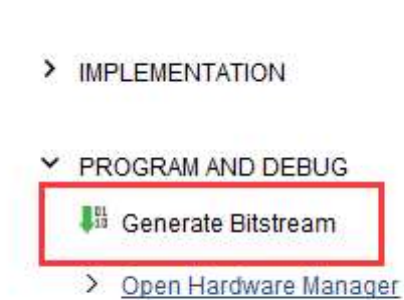 IMPLEMENTATION
PROGRAM AND DEBUG
Generate Bitstream
Open Hardware Manager